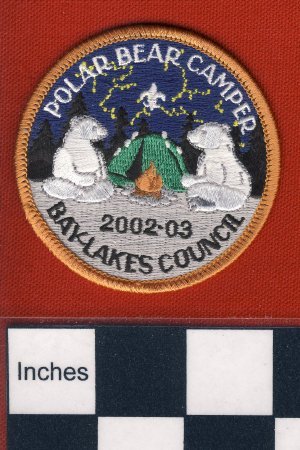 POLAR BEAR CAMPER
2002-03
BAY-LAKES COUNCIL
Inches